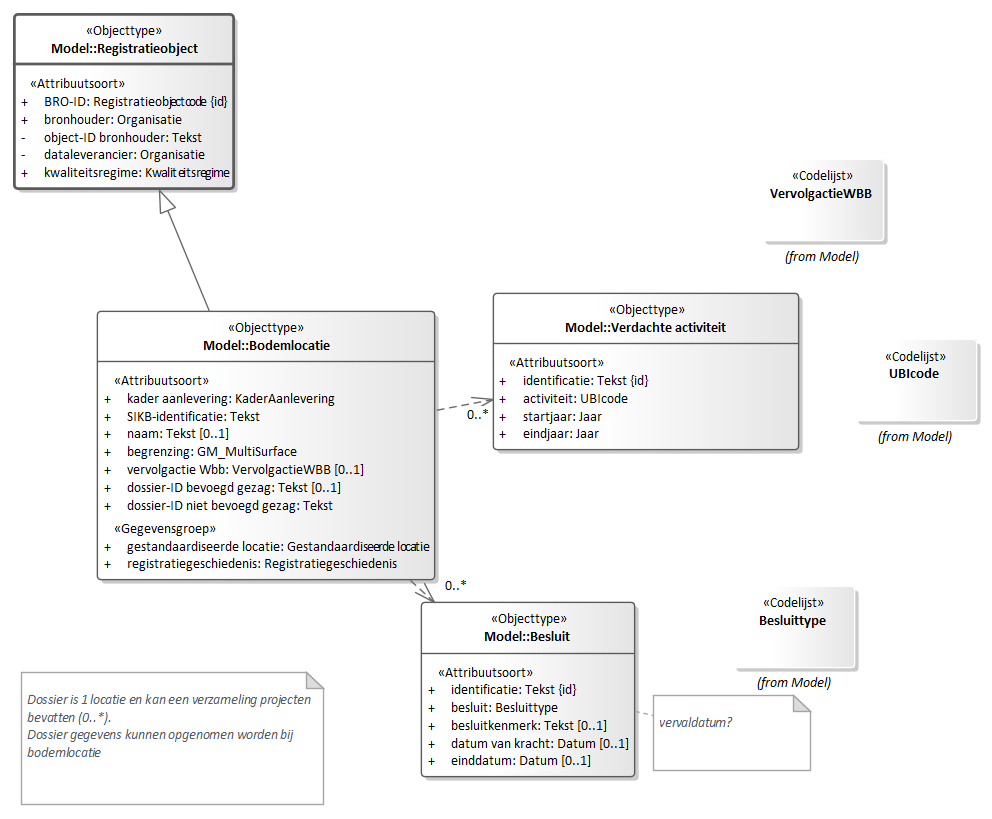 «Objecttype»
Model::Registratieobject
«Attribuutsoort»
+ BRO-ID: Registratieobjectcode {id}
+ bronhouder: Organisatie
- object-ID bronhouder: Tekst
- dataleverancier: Organisatie
+ kwaliteitsregime: Kwaliteitsregime
«Codelijst»
VervolgactieWBB
(from Model)
«Objecttype»
Model::Bodemlocatie
«Attribuutsoort»
+ kader aanlevering: KaderAanlevering
+ SIKB-identificatie: Tekst
+ naam: Tekst [0..1]
+ begrenzing: GM_MultiSurface
+ vervolgactie Wbb: VervolgactieWBB [0..1]
+ dossier-ID bevoegd gezag: Tekst [0..1]
+ dossier-ID niet bevoegd gezag: Tekst
«Gegevensgroep»
+ gestandaardiseerde locatie: Gestandaardiseerde locatie
+ registratiegeschiedenis: Registratiegeschiedenis
0..*
«Objecttype»
Model::Verdachte activiteit
«Attribuutsoort»
+ identificatie: Tekst {id}
+ activiteit: UBIcode
+ startjaar: Jaar
+ eindjaar: Jaar
«Codelijst»
UBIcode
(from Model)
0..*
«Objecttype»
Model::Besluit
«Attribuutsoort»
+ identificatie: Tekst {id}
+ besluit: Besluittype
+ besluitkenmerk: Tekst [0..1]
+ datum van kracht: Datum [0..1]
+ einddatum: Datum [0..1]
«Codelijst»
Besluittype
(from Model)
vervaldatum?
Dossier is 1 locatie en kan een verzameling projecten
bevatten (0..*).
Dossier gegevens kunnen opgenomen worden bij
bodemlocatie